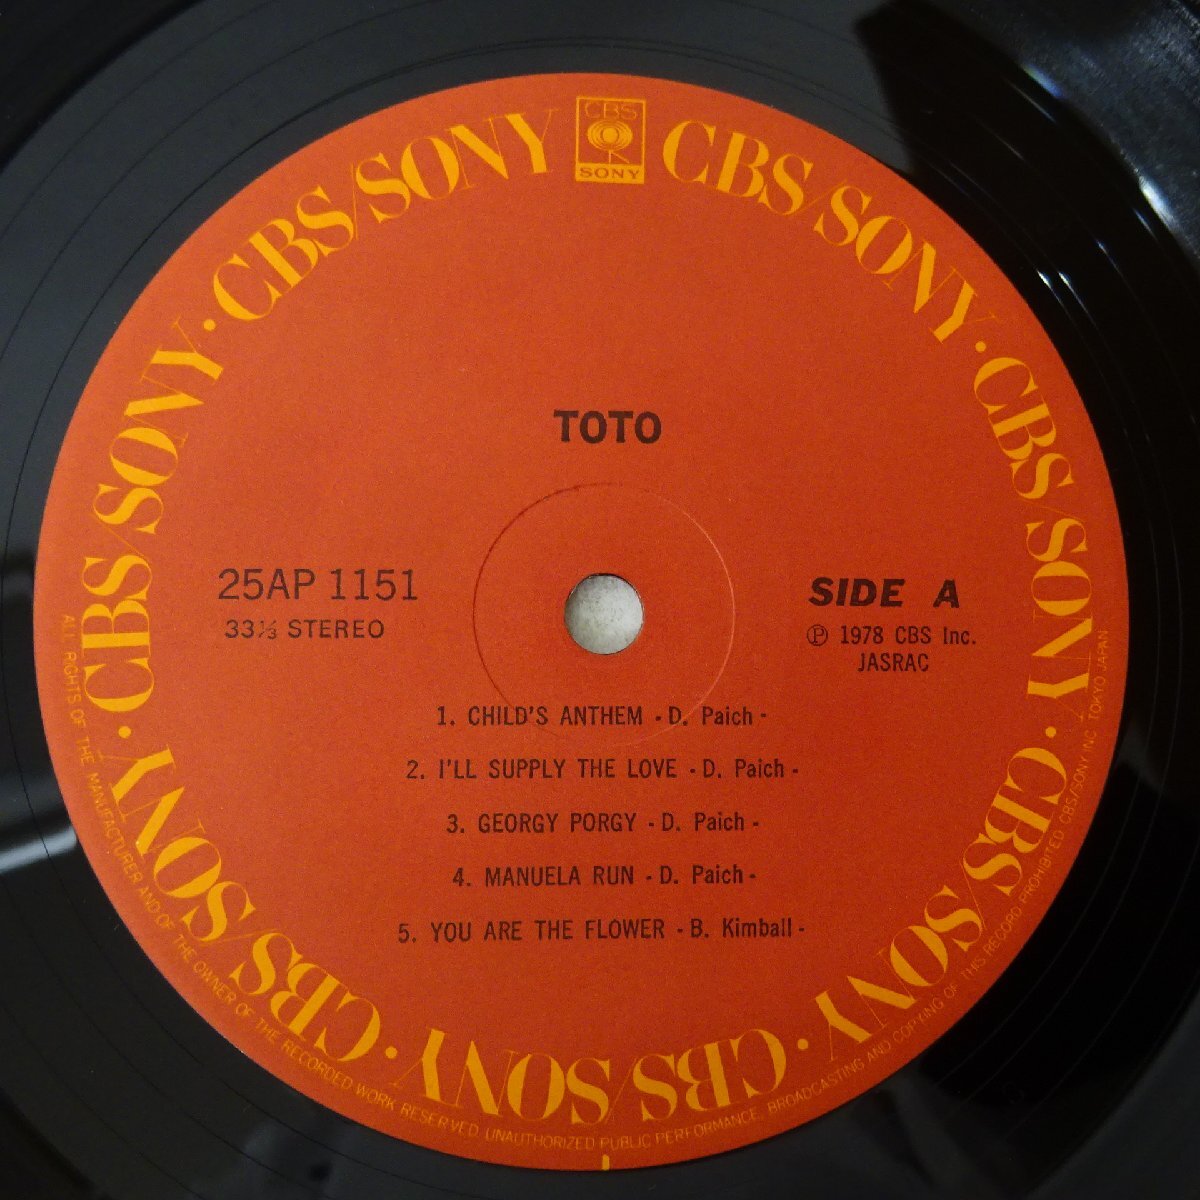 CBS
SONY
CBS/SONY · CBS/SONY · CBS/SONY · CBS/SONY · CBS/SONY · CBS/SONY · CBS/SONY · CBS/SONY
TOTO
25AP 1151
33⅓ STEREO
SIDE A
Ⓟ 1978 CBS Inc.
JASRAC
1. CHILD'S ANTHEM - D. Paich -
2. I'LL SUPPLY THE LOVE - D. Paich -
3. GEORGY PORGY - D. Paich -
4. MANUELA RUN - D. Paich -
5. YOU ARE THE FLOWER - B. Kimball -
ALL RIGHTS OF THE MANUFACTURER AND OF THE OWNER OF THE RECORDED WORK RESERVED. UNAUTHORIZED PUBLIC PERFORMANCE, BROADCASTING AND COPYING OF THIS RECORD PROHIBITED CBS/SONY INC. TOKYO JAPAN